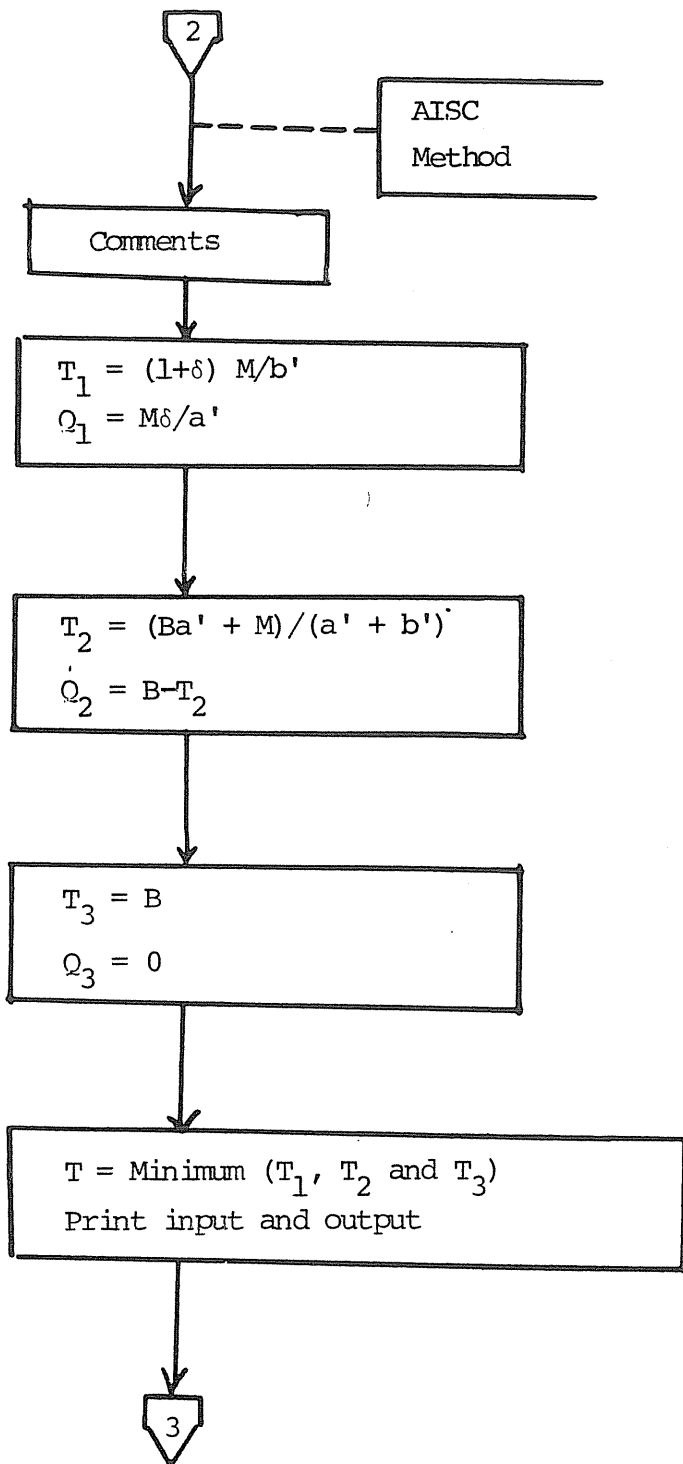 2
AISC
Method
Comments
T₁ = (1+δ) M/b'
Q₁ = Mδ/a'
T₂ = (Ba' + M)/(a' + b')
Q₂ = B-T₂
T₃ = B
Q₃ = 0
T = Minimum (T₁, T₂ and T₃)
Print input and output
3